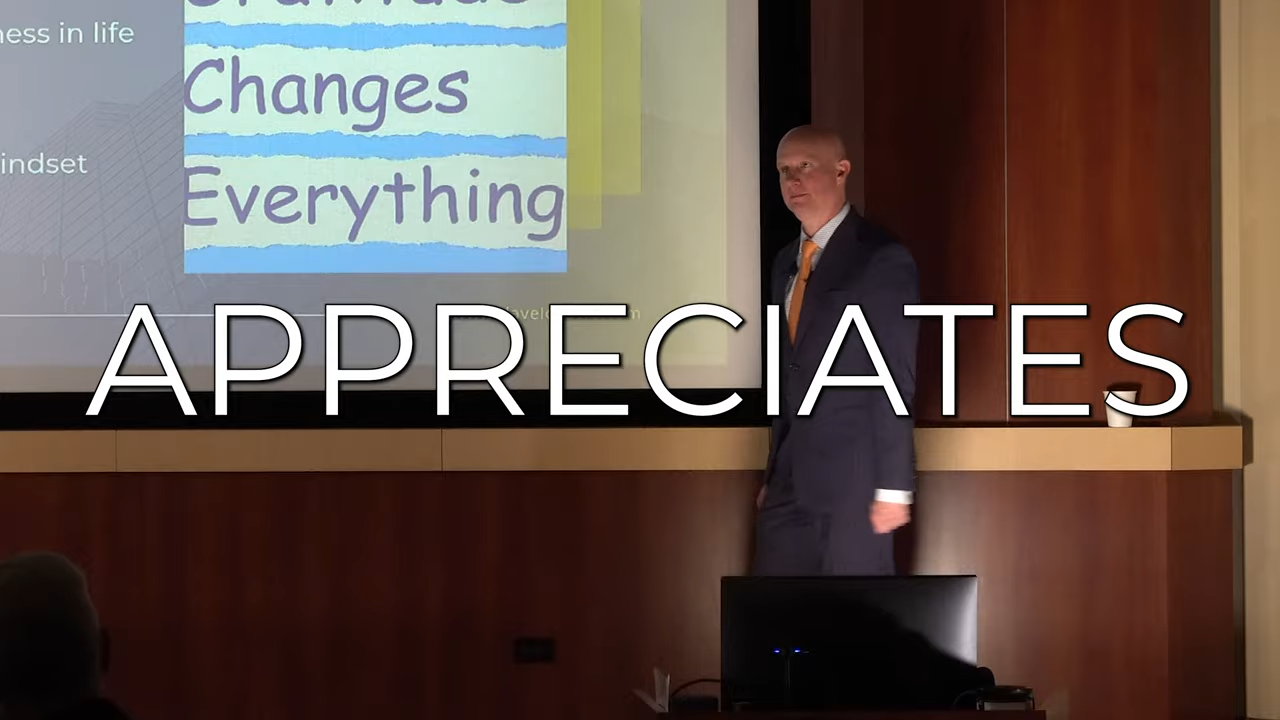 ness in life
Changes
Everything
indset
APPRECIATES